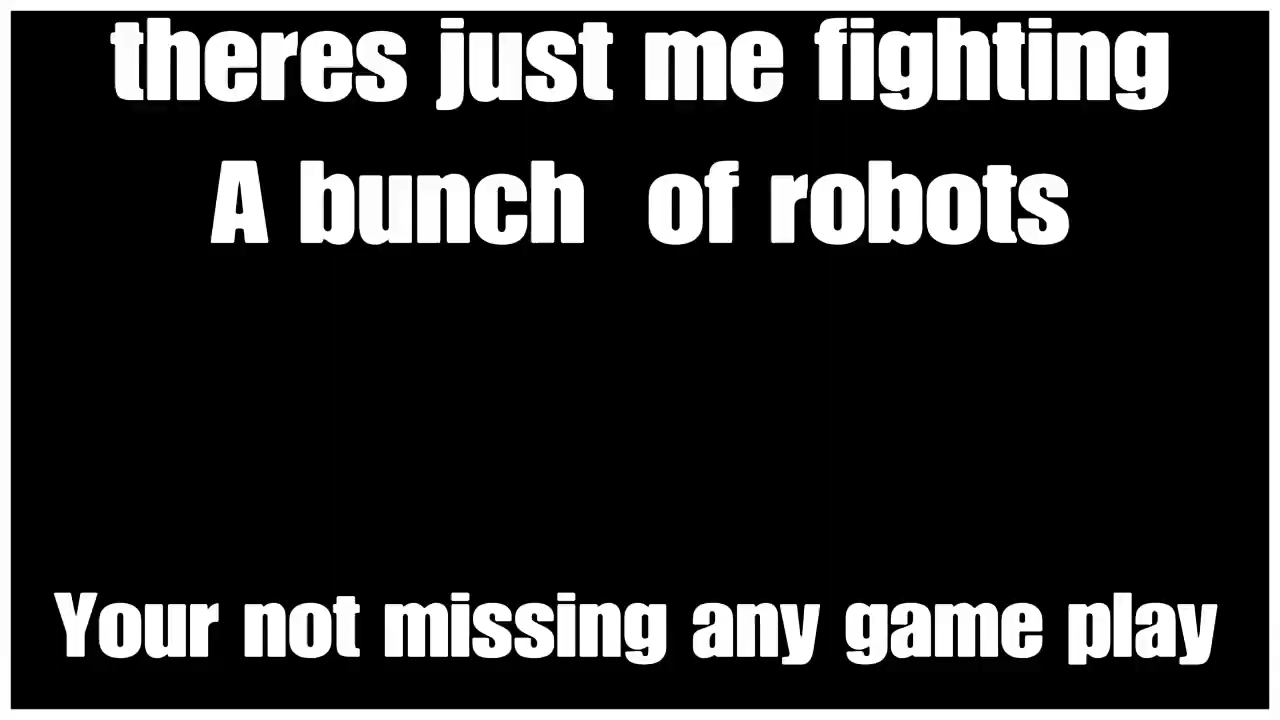 theres just me fighting
A bunch  of robots
Your not missing any game play